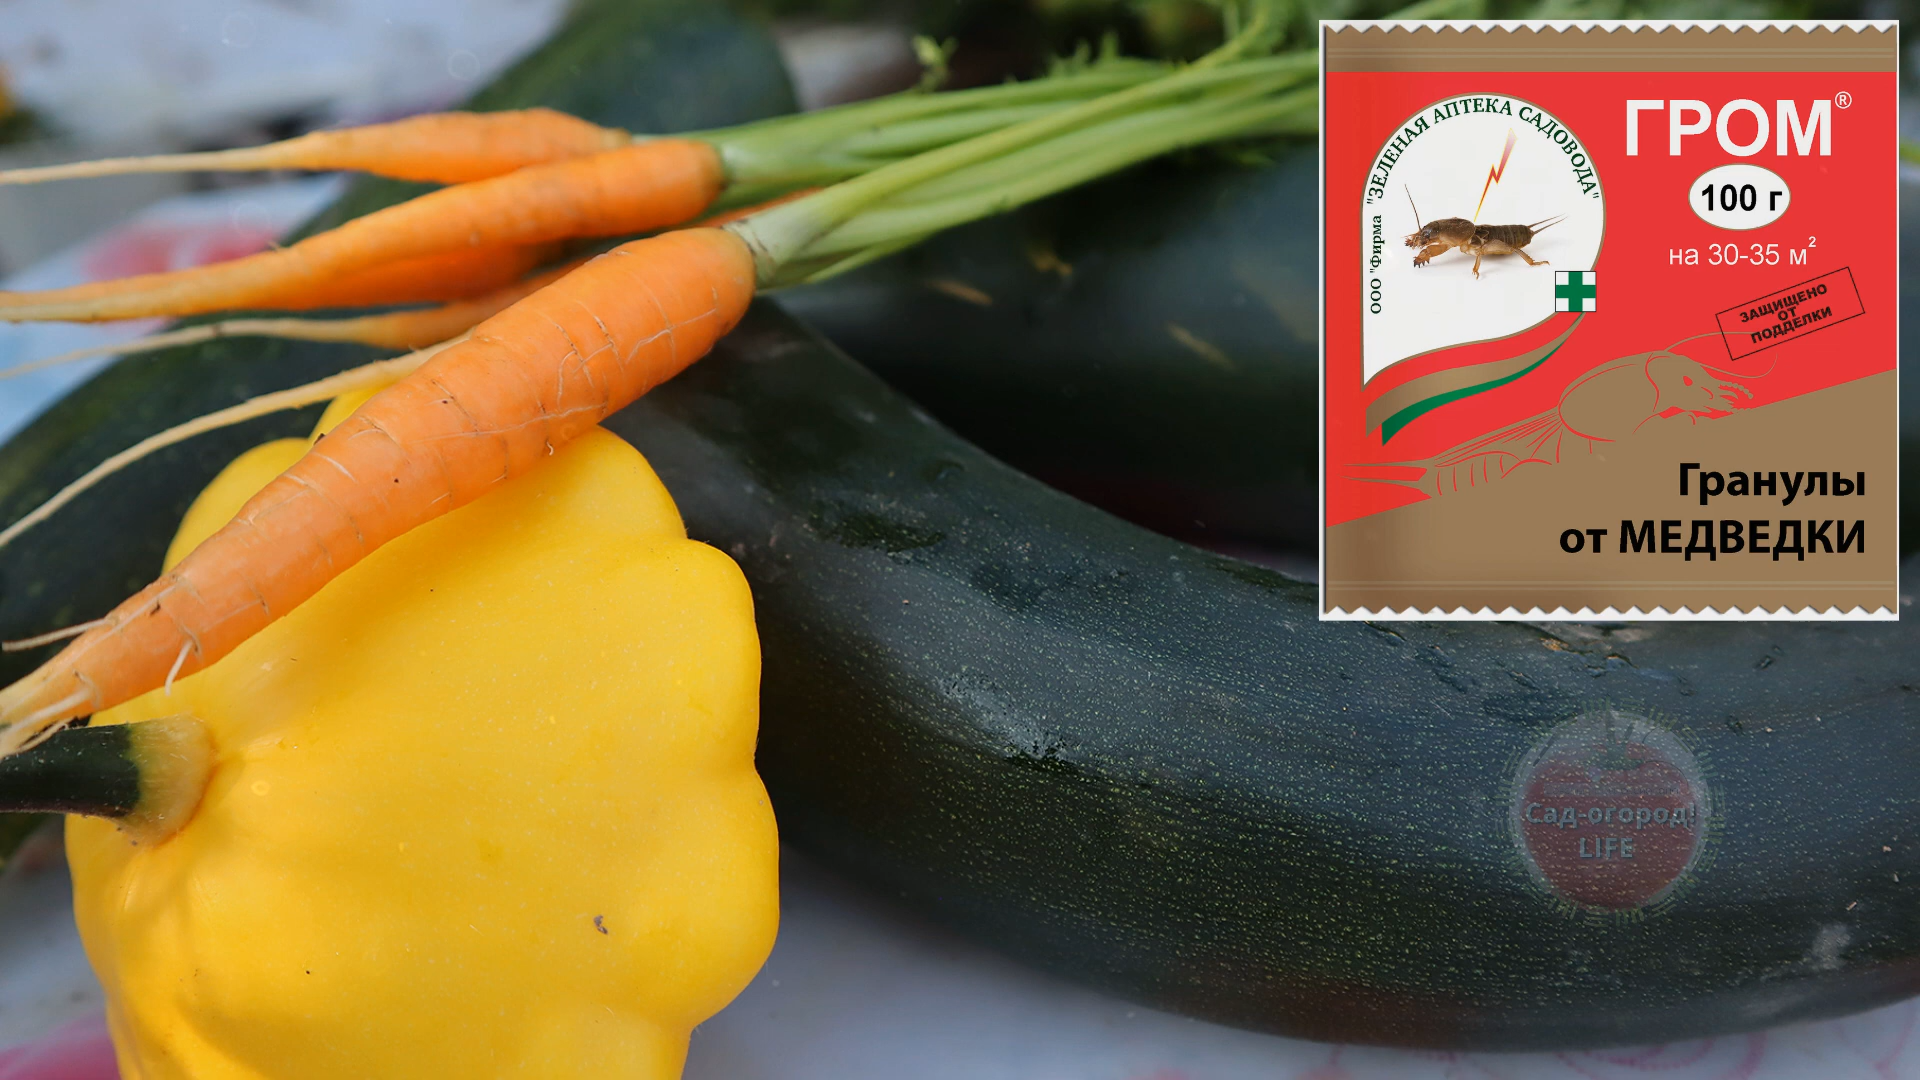 ООО "Фирма "ЗЕЛЕНАЯ АПТЕКА САДОВОДА"
ГРОМ®
100 г
на 30-35 м²
ЗАЩИЩЕНО
ОТ
ПОДДЕЛКИ
Гранулы
от МЕДВЕДКИ
Сад-огород!
LIFE